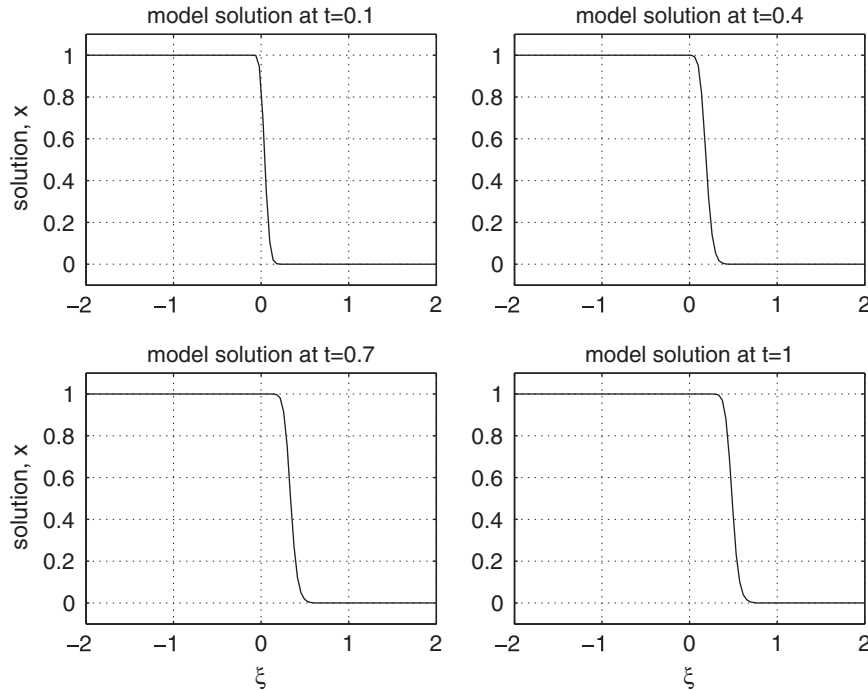 model solution at t=0.1
model solution at t=0.4
1
0.8
0.6
0.4
0.2
0
solution, x
−2 −1 0 1 2
1
0.8
0.6
0.4
0.2
0
−2 −1 0 1 2
model solution at t=0.7
model solution at t=1
1
0.8
0.6
0.4
0.2
0
solution, x
−2 −1 0 1 2
ξ
1
0.8
0.6
0.4
0.2
0
−2 −1 0 1 2
ξ